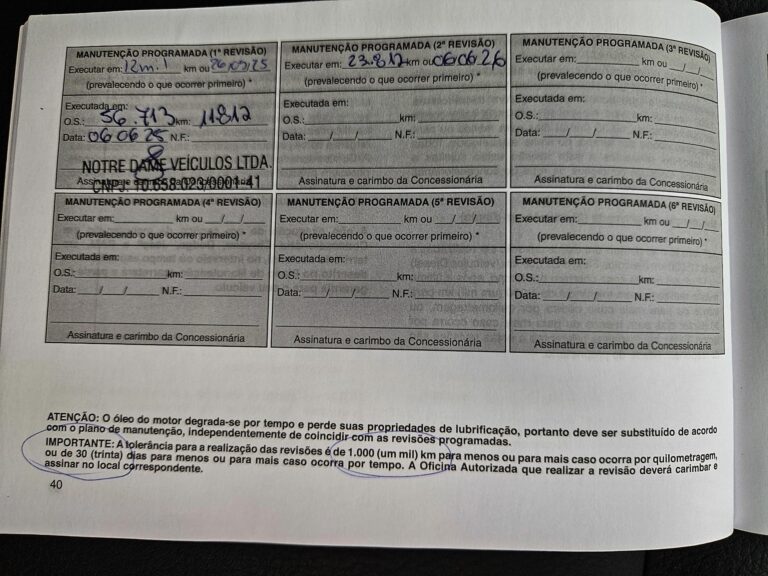 MANUTENÇÃO PROGRAMADA (1ª REVISÃO)
Executar em: 12mil km ou 26/09/25
(prevalecendo o que ocorrer primeiro) *
Executada em:
O.S.: 56.713 km: 11812
Data: 06 06 25 N.F.:
NOTRE DAME VEÍCULOS LTDA.
CNPJ: 10.658.023/0001-41
Assinatura e carimbo da Concessionária
MANUTENÇÃO PROGRAMADA (2ª REVISÃO)
Executar em: 23.812 km ou 06 06 26
(prevalecendo o que ocorrer primeiro) *
Executada em:
O.S.: km:
Data: / / N.F.:
Assinatura e carimbo da Concessionária
MANUTENÇÃO PROGRAMADA (3ª REVISÃO)
Executar em: km ou / /
(prevalecendo o que ocorrer primeiro) *
Executada em:
O.S.: km:
Data: / / N.F.:
Assinatura e carimbo da Concessionária
MANUTENÇÃO PROGRAMADA (4ª REVISÃO)
Executar em: km ou / /
(prevalecendo o que ocorrer primeiro) *
Executada em:
O.S.: km:
Data: / / N.F.:
Assinatura e carimbo da Concessionária
MANUTENÇÃO PROGRAMADA (5ª REVISÃO)
Executar em: km ou / /
(prevalecendo o que ocorrer primeiro) *
Executada em:
O.S.: km:
Data: / / N.F.:
Assinatura e carimbo da Concessionária
MANUTENÇÃO PROGRAMADA (6ª REVISÃO)
Executar em: km ou / /
(prevalecendo o que ocorrer primeiro) *
Executada em:
O.S.: km:
Data: / / N.F.:
Assinatura e carimbo da Concessionária
ATENÇÃO: O óleo do motor degrada-se por tempo e perde suas propriedades de lubrificação, portanto deve ser substituído de acordo
com o plano de manutenção, independentemente de coincidir com as revisões programadas.
IMPORTANTE: A tolerância para a realização das revisões é de 1.000 (um mil) km para menos ou para mais caso ocorra por quilometragem,
ou de 30 (trinta) dias para menos ou para mais caso ocorra por tempo. A Oficina Autorizada que realizar a revisão deverá carimbar e
assinar no local correspondente.
40